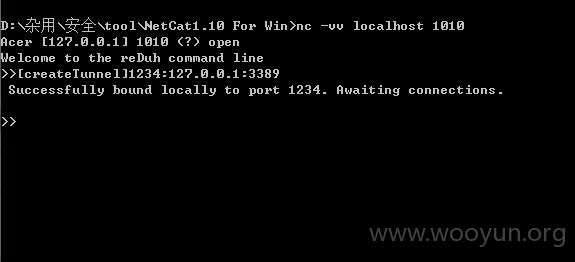 D:\杂用\安全\tool\NetCat1.10 For Win>nc -vv localhost 1010
Acer [127.0.0.1] 1010 (?) open
Welcome to the reDuh command line
>>[createTunnel]1234:127.0.0.1:3389
Successfully bound locally to port 1234. Awaiting connections.
>>
www.wooyun.org